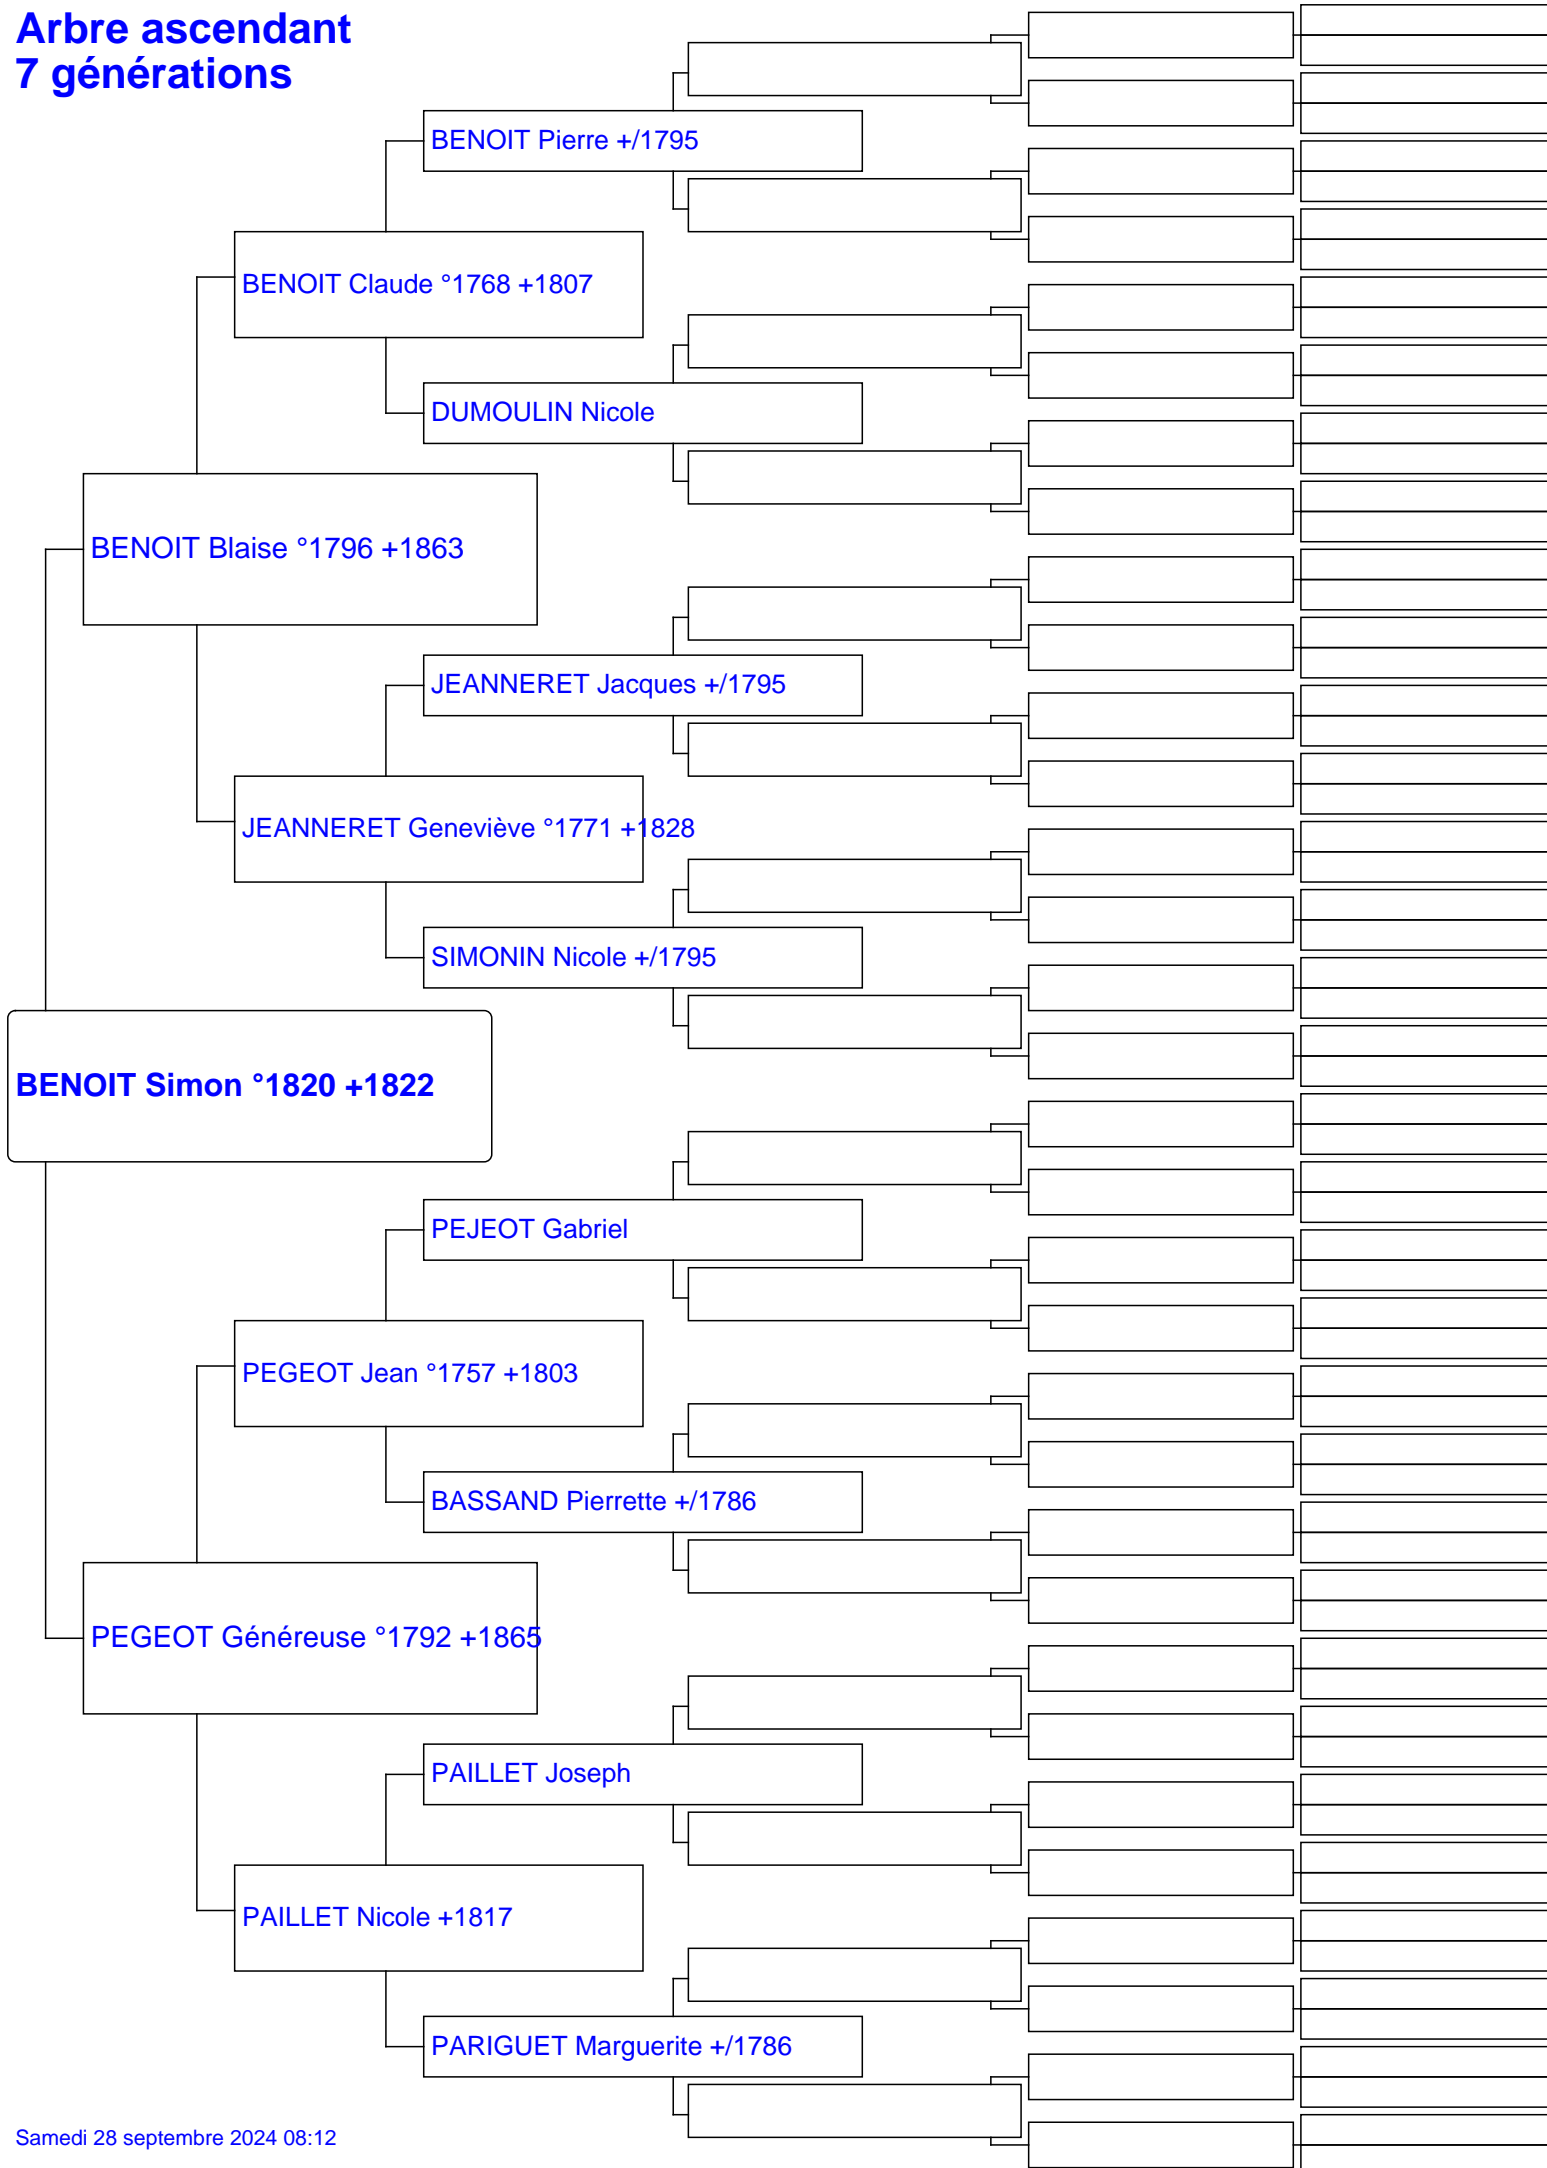 Arbre ascendant
7 générations
BENOIT Pierre +/1795
BENOIT Claude °1768 +1807
DUMOULIN Nicole
BENOIT Blaise °1796 +1863
JEANNERET Jacques +/1795
JEANNERET Geneviève °1771 +1828
SIMONIN Nicole +/1795
BENOIT Simon °1820 +1822
PEJEOT Gabriel
PEGEOT Jean °1757 +1803
BASSAND Pierrette +/1786
PEGEOT Généreuse °1792 +1865
PAILLET Joseph
PAILLET Nicole +1817
PARIGUET Marguerite +/1786
Samedi 28 septembre 2024 08:12